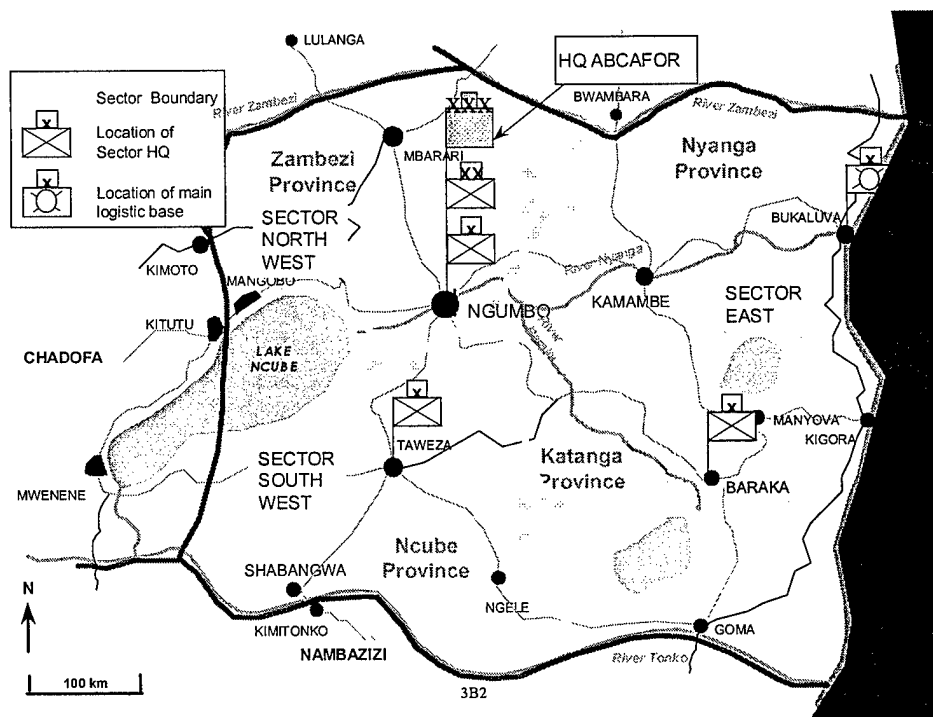 LULANGA
HQ ABCAFOR
Sector Boundary
x
Location of
Sector HQ
x
Location of main
logistic base
River Zambezi
XXX
BWAMBARA
River Zambezi
MBARARI
Zambezi
Province
Nyanga
Province
XX
x
x
SECTOR
NORTH
WEST
BUKALUVA
KIMOTO
MANGOBO
River Nyanga
KAMAMBE
SECTOR
EAST
NGUMBO
KITUTU
River
CHADOFA
LAKE
NCUBE
x
x
MANYOVA
KIGORA
TAWEZA
Katanga
Province
SECTOR
SOUTH
WEST
MWENENE
BARAKA
Ncube
Province
SHABANGWA
N
NGELE
KIMITONKO
GOMA
NAMBAZIZI
River Tonko
100 km
3B2